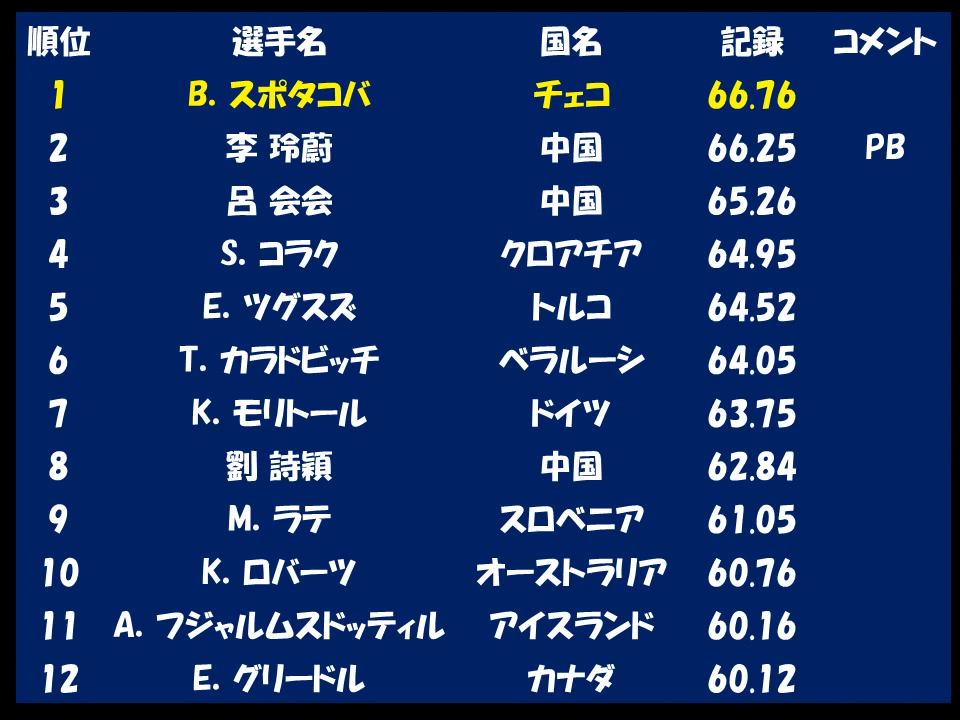 順位 選手名 国名 記録 コメント
1 B. スポタコバ チェコ 66.76
2 李 玲蔚 中国 66.25 PB
3 呂 会会 中国 65.26
4 S. コラク クロアチア 64.95
5 E. ツグスズ トルコ 64.52
6 T. カラドビッチ ベラルーシ 64.05
7 K. モリトール ドイツ 63.75
8 劉 詩穎 中国 62.84
9 M. ラテ スロベニア 61.05
10 K. ロバーツ オーストラリア 60.76
11 A. フジャルムスドッティル アイスランド 60.16
12 E. グリードル カナダ 60.12